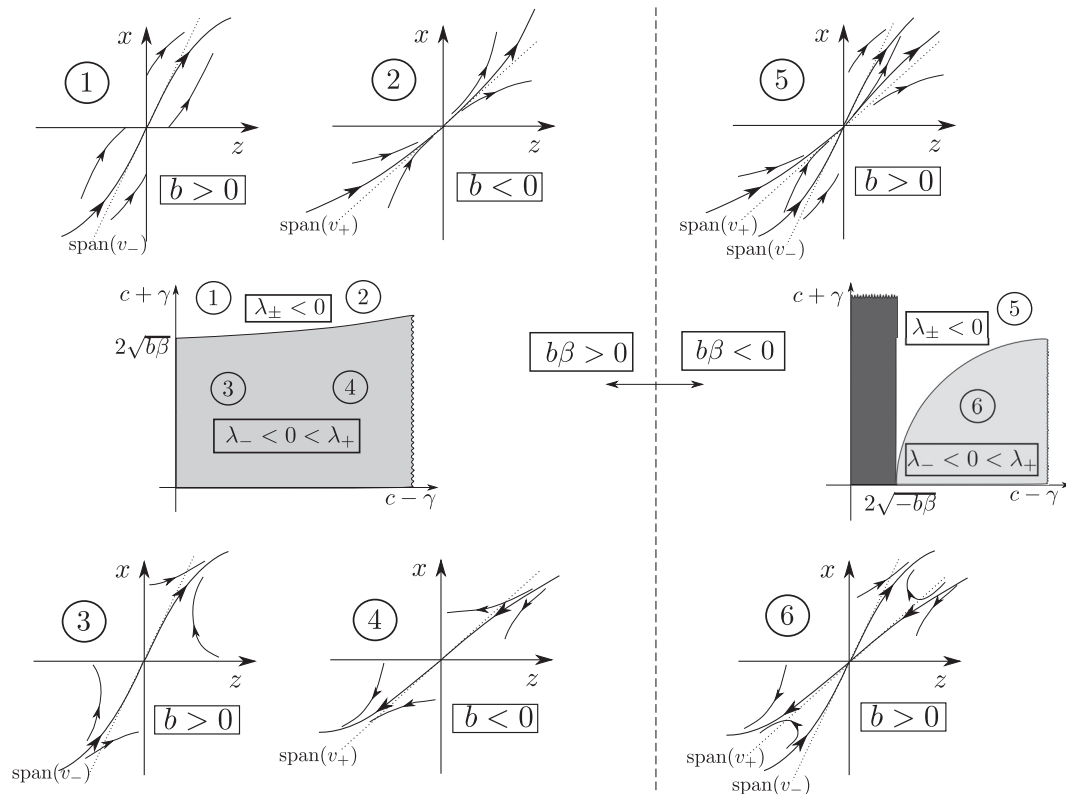 x
1
z
b > 0
span(v₋)
x
2
z
b < 0
span(v₊)
x
5
z
b > 0
span(v₊)
span(v₋)
c + γ
1
λ± < 0
2
2√bβ
3
4
λ₋ < 0 < λ₊
c − γ
bβ > 0
bβ < 0
c + γ
λ± < 0
5
6
λ₋ < 0 < λ₊
2√−bβ
c − γ
x
3
z
b > 0
span(v₋)
x
4
z
b < 0
span(v₊)
x
6
z
b > 0
span(v₊)
span(v₋)